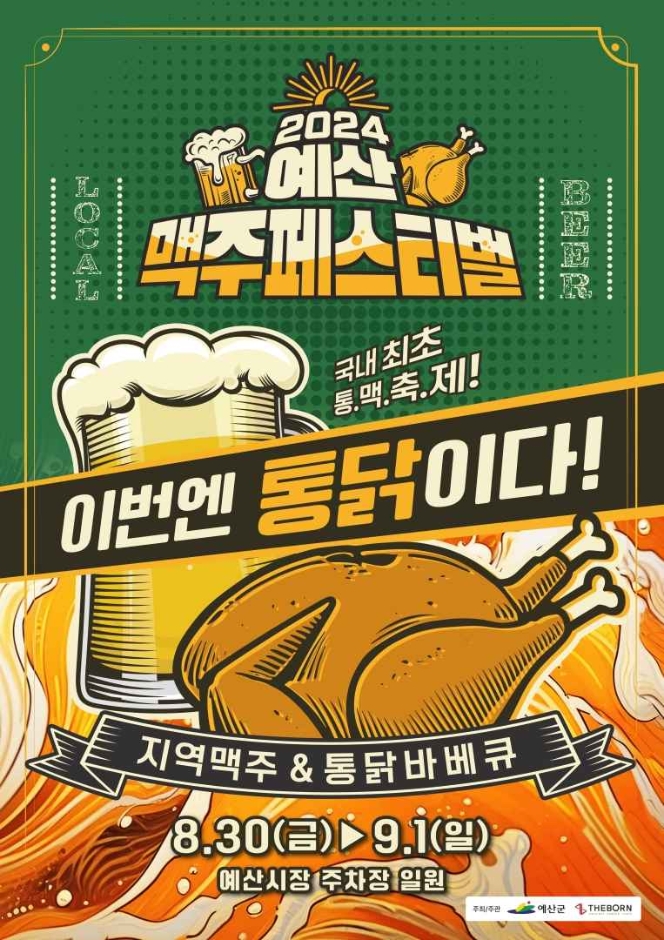 2024
예산
맥주페스티벌
LOCAL
BEER
국내 최초
통.맥.축.제!
이번엔 통닭이다!
지역맥주 & 통닭바베큐
8.30(금)▶9.1(일)
예산시장 주차장 일원
주최/주관 예산군 THEBORN